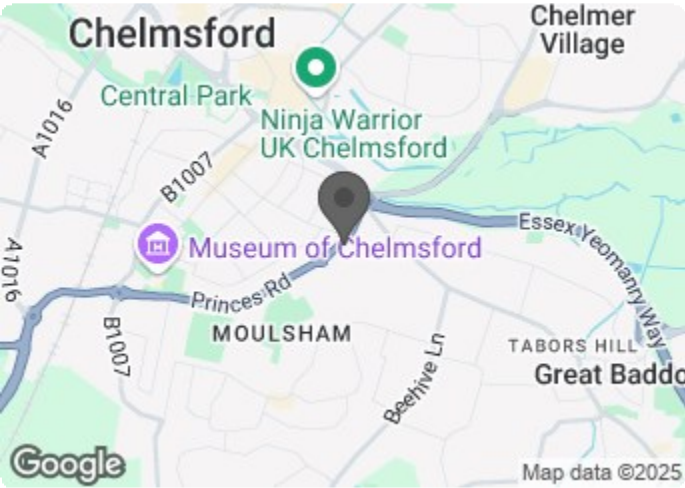 Chelmsford
Chelmer
Village
Central Park
A1016
Ninja Warrior
UK Chelmsford
B1007
Essex Yeomanry Way
Museum of Chelmsford
A1016
Princes Rd
MOULSHAM
B1007
TABORS HILL
Great Baddo
Beehive Ln
Google
Map data ©2025